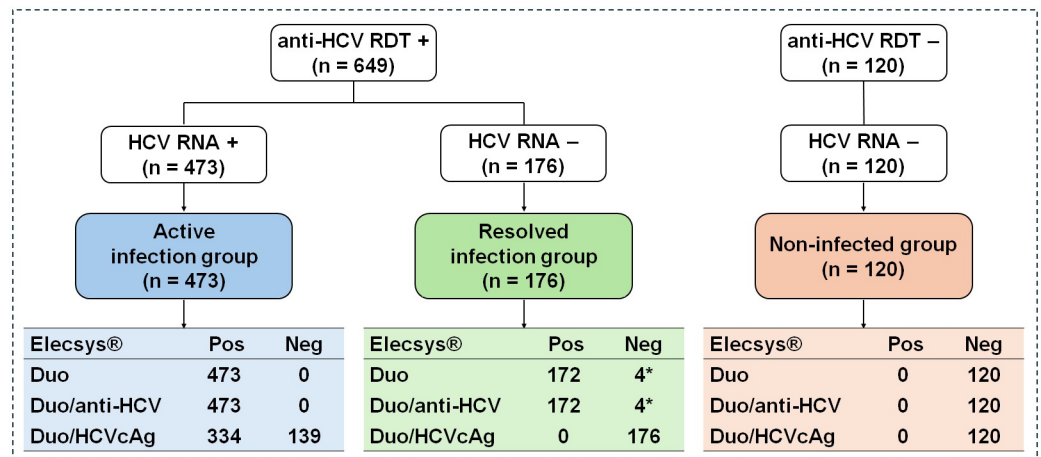 anti-HCV RDT +
(n = 649)
anti-HCV RDT –
(n = 120)
HCV RNA +
(n = 473)
HCV RNA –
(n = 176)
HCV RNA –
(n = 120)
Active
infection group
(n = 473)
Resolved
infection group
(n = 176)
Non-infected group
(n = 120)
Elecsys® Pos Neg
Duo 473 0
Duo/anti-HCV 473 0
Duo/HCVcAg 334 139
Elecsys® Pos Neg
Duo 172 4*
Duo/anti-HCV 172 4*
Duo/HCVcAg 0 176
Elecsys® Pos Neg
Duo 0 120
Duo/anti-HCV 0 120
Duo/HCVcAg 0 120